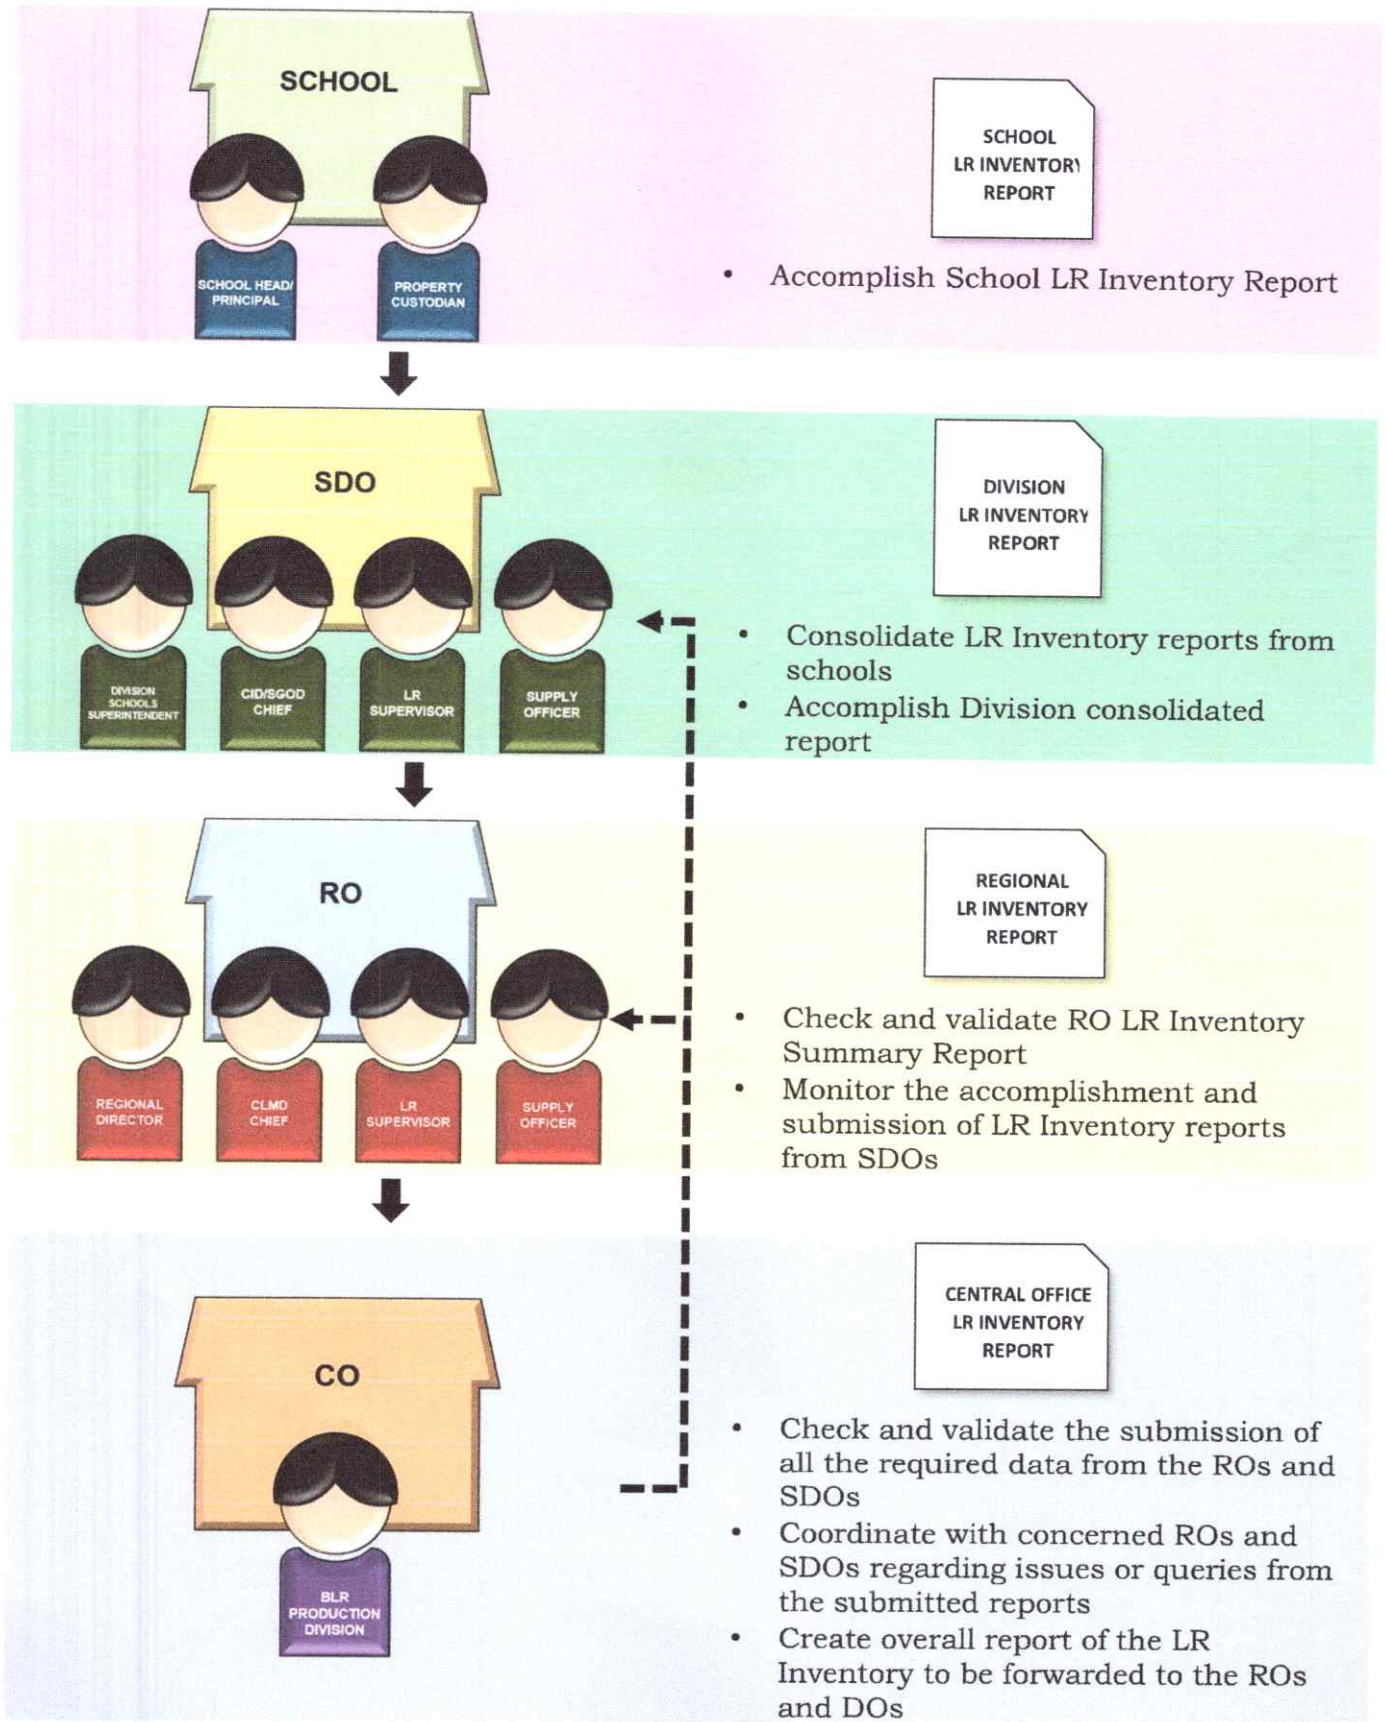 SCHOOL
SCHOOL HEAD/
PRINCIPAL
PROPERTY
CUSTODIAN
SCHOOL
LR INVENTORY
REPORT
• Accomplish School LR Inventory Report
SDO
DIVISION
SCHOOLS
SUPERINTENDENT
CID/SGOD
CHIEF
LR
SUPERVISOR
SUPPLY
OFFICER
DIVISION
LR INVENTORY
REPORT
• Consolidate LR Inventory reports from
schools
• Accomplish Division consolidated
report
RO
REGIONAL
DIRECTOR
CLMD
CHIEF
LR
SUPERVISOR
SUPPLY
OFFICER
REGIONAL
LR INVENTORY
REPORT
• Check and validate RO LR Inventory
Summary Report
• Monitor the accomplishment and
submission of LR Inventory reports
from SDOs
CO
BLR
PRODUCTION
DIVISION
CENTRAL OFFICE
LR INVENTORY
REPORT
• Check and validate the submission of
all the required data from the ROs and
SDOs
• Coordinate with concerned ROs and
SDOs regarding issues or queries from
the submitted reports
• Create overall report of the LR
Inventory to be forwarded to the ROs
and DOs